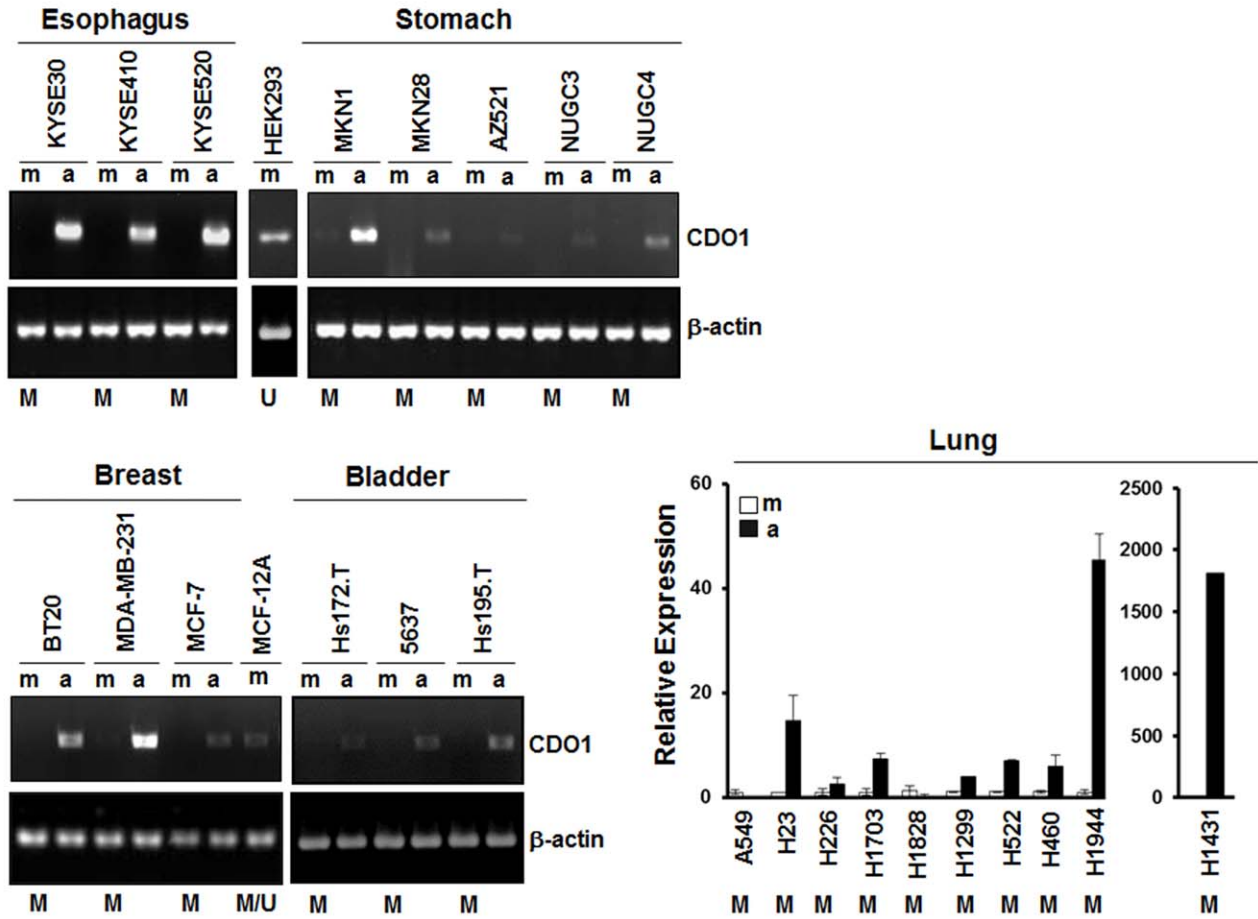 Esophagus
Stomach
KYSE30 KYSE410 KYSE520 HEK293 MKN1 MKN28 AZ521 NUGC3 NUGC4
m a m a m a m m a m a m a m a m a
CDO1
β-actin
M M M U M M M M M
Breast
Bladder
BT20 MDA-MB-231 MCF-7 MCF-12A Hs172.T 5637 Hs195.T
m a m a m a m m a m a m a
CDO1
β-actin
M M M M/U M M M
Lung
Relative Expression
m
a
60
40
20
0
2500
2000
1500
1000
500
0
A549 H23 H226 H1703 H1828 H1299 H522 H460 H1944 H1431
M M M M M M M M M M